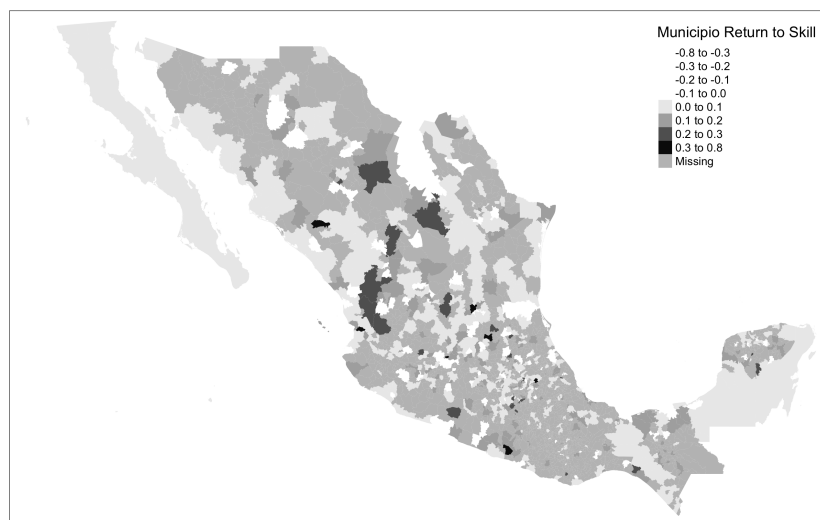 Municipio Return to Skill
-0.8 to -0.3
-0.3 to -0.2
-0.2 to -0.1
-0.1 to 0.0
0.0 to 0.1
0.1 to 0.2
0.2 to 0.3
0.3 to 0.8
Missing